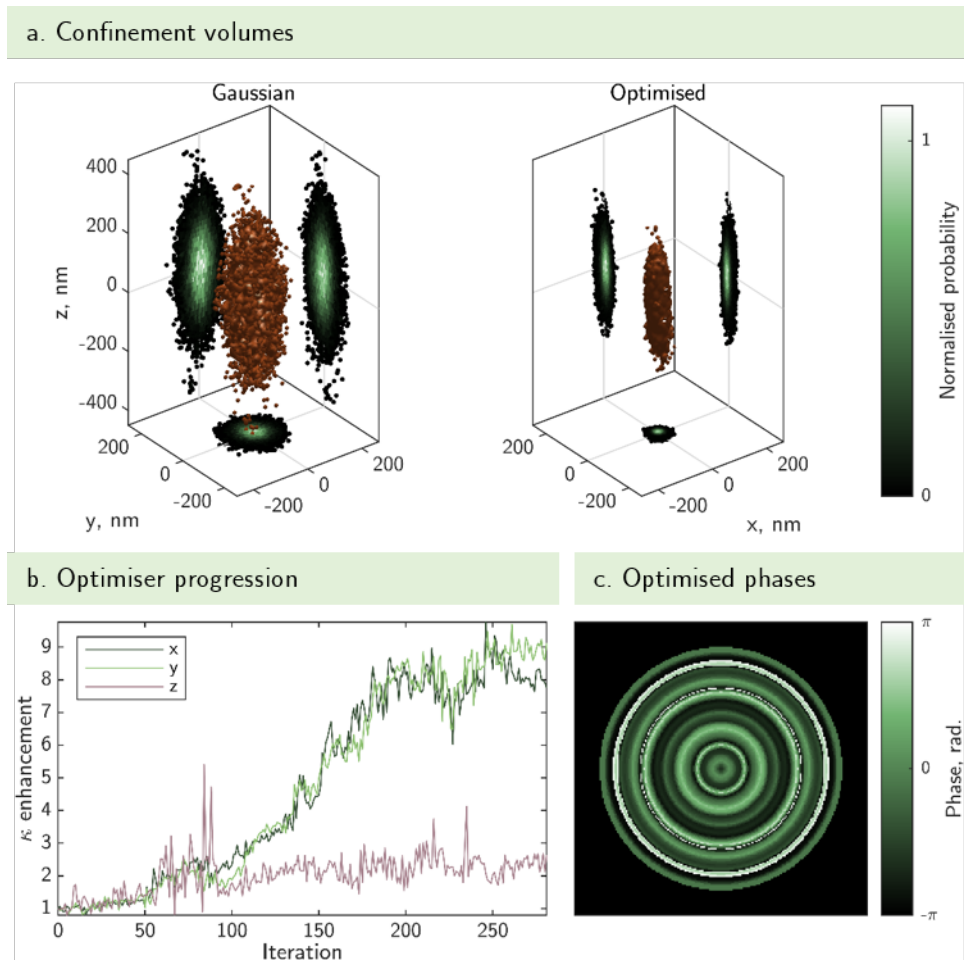 a. Confinement volumes
Gaussian
Optimised
400
200
0
-200
-400
z, nm
200
0
-200
y, nm
-200
0
200
200
0
-200
-200
0
200
x, nm
1
0
Normalised probability
b. Optimiser progression
c. Optimised phases
9
8
7
6
5
4
3
2
1
κ enhancement
x
y
z
0
50
100
150
200
250
Iteration
π
0
-π
Phase, rad.